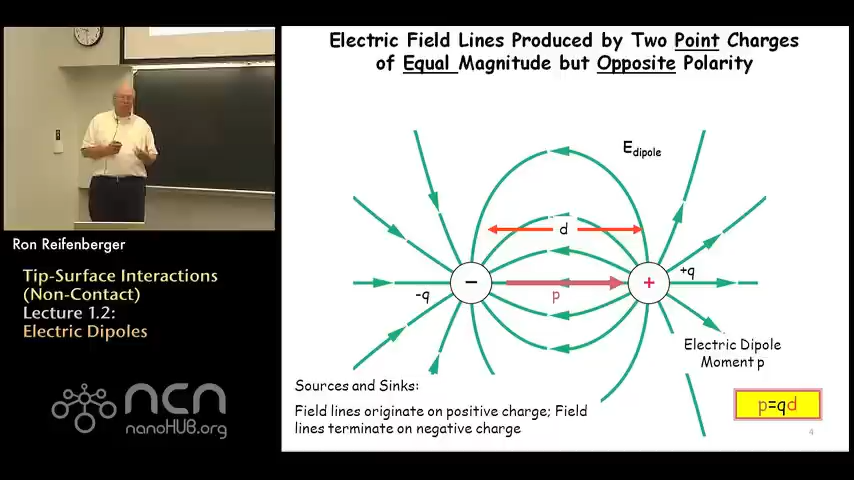 Electric Field Lines Produced by Two Point Charges
of Equal Magnitude but Opposite Polarity
E dipole
d
−
+
+q
-q
p
Electric Dipole
Moment p
Sources and Sinks:
Field lines originate on positive charge; Field
lines terminate on negative charge
p=qd
4
Ron Reifenberger
Tip-Surface Interactions
(Non-Contact)
Lecture 1.2:
Electric Dipoles
ncn
nanoHUB.org